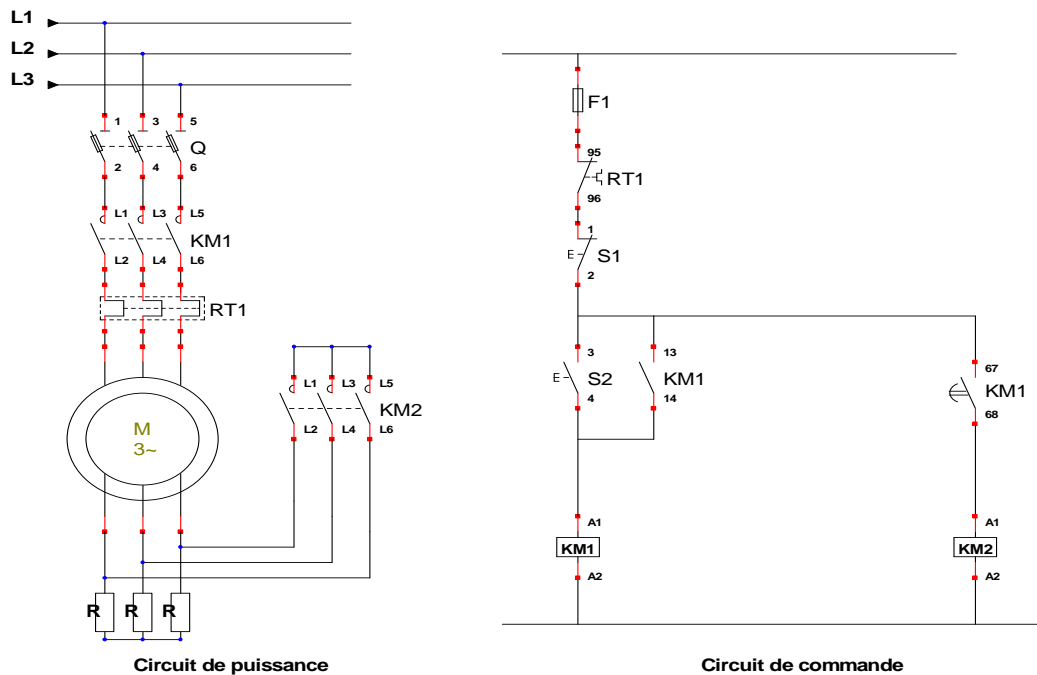 L1
L2
L3
1 3 5
Q
2 4 6
L1 L3 L5
KM1
L2 L4 L6
RT1
M
3~
L1 L3 L5
KM2
L2 L4 L6
R R R
Circuit de puissance
F1
95
RT1
96
1
E S1
2
3 13
E S2 KM1
4 14
67
KM1
68
A1 A1
KM1 KM2
A2 A2
Circuit de commande